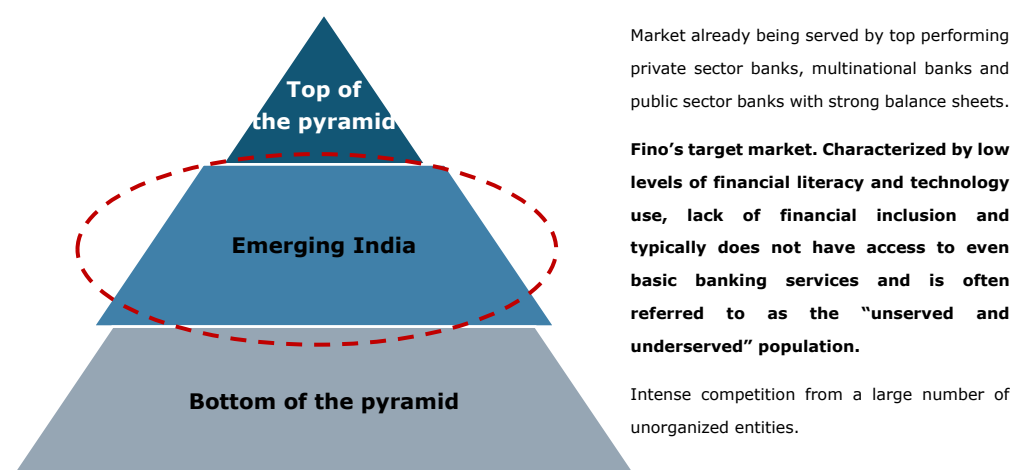 Top of
the pyramid
Emerging India
Bottom of the pyramid
Market already being served by top performing
private sector banks, multinational banks and
public sector banks with strong balance sheets.
Fino’s target market. Characterized by low
levels of financial literacy and technology
use, lack of financial inclusion and
typically does not have access to even
basic banking services and is often
referred to as the “unserved and
underserved” population.
Intense competition from a large number of
unorganized entities.